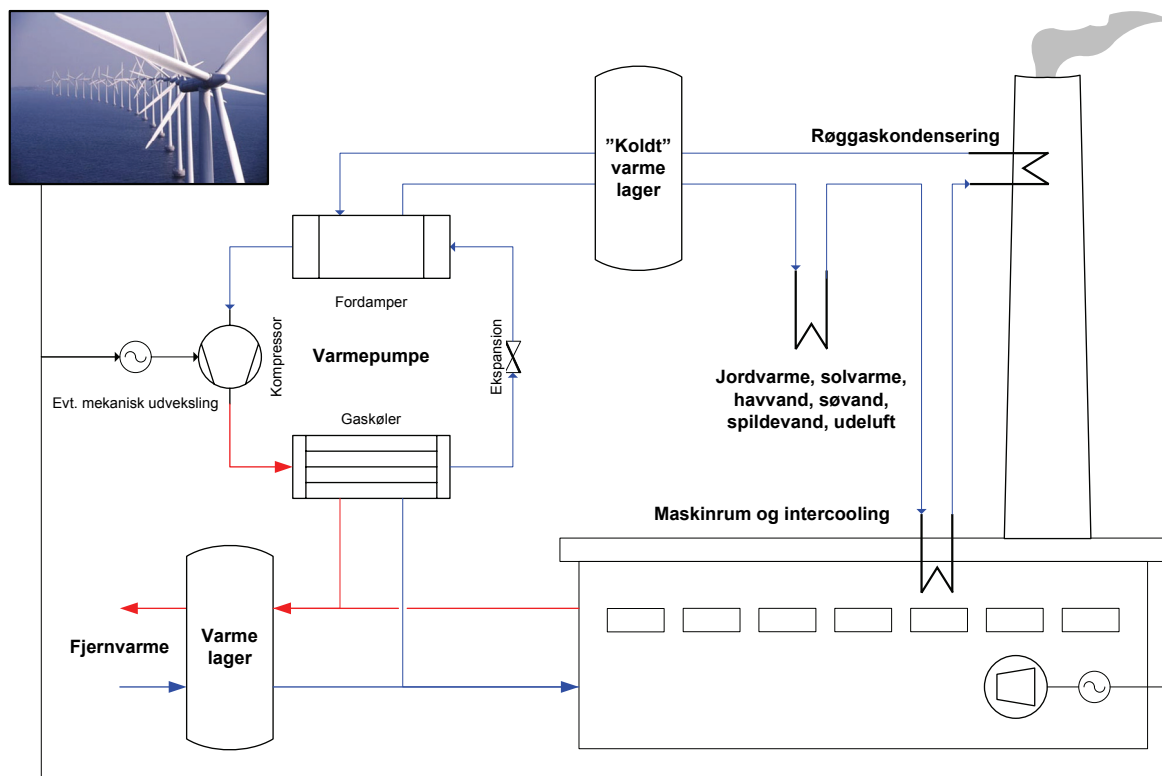 Røggaskondensering
”Koldt”
varme
lager
Fordamper
Kompressor
Varmepumpe
Ekspansion
Evt. mekanisk udveksling
Gaskøler
Jordvarme, solvarme,
havvand, søvand,
spildevand, udeluft
Maskinrum og intercooling
Fjernvarme
Varme
lager